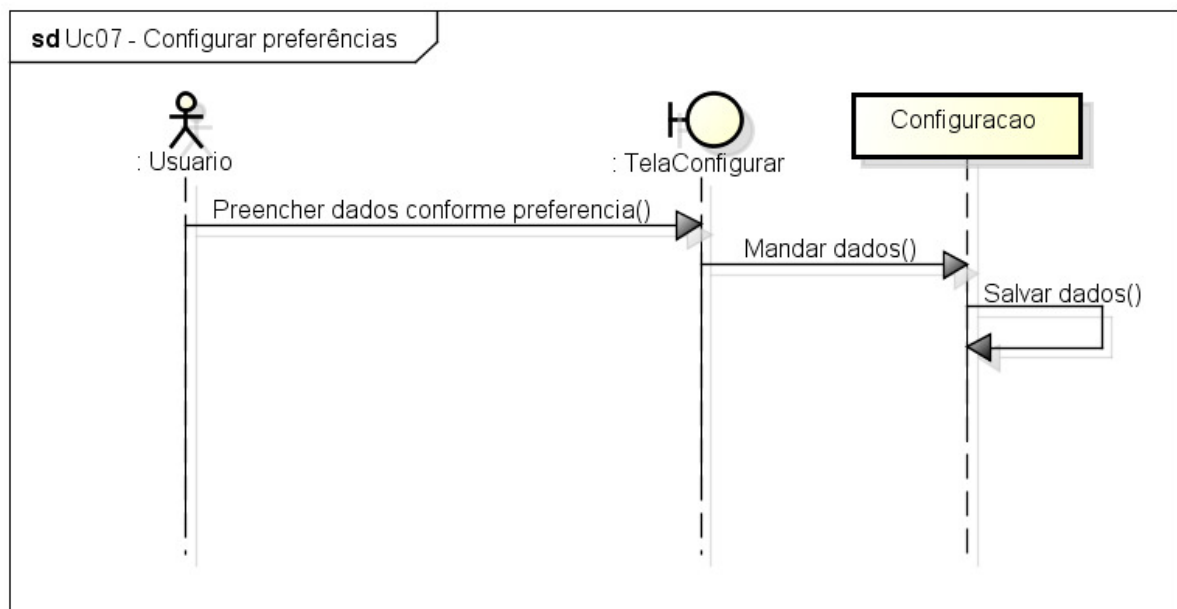 sd Uc07 - Configurar preferências
: Usuario
: TelaConfigurar
Configuracao
Preencher dados conforme preferencia()
Mandar dados()
Salvar dados()